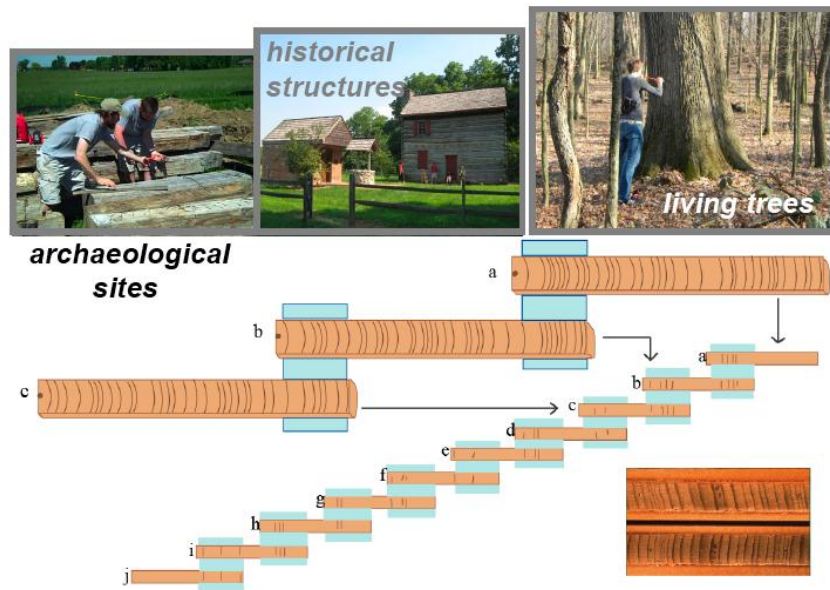 historical
structures
living trees
archaeological
sites
a
b
c
a
b
c
d
e
f
g
h
i
j